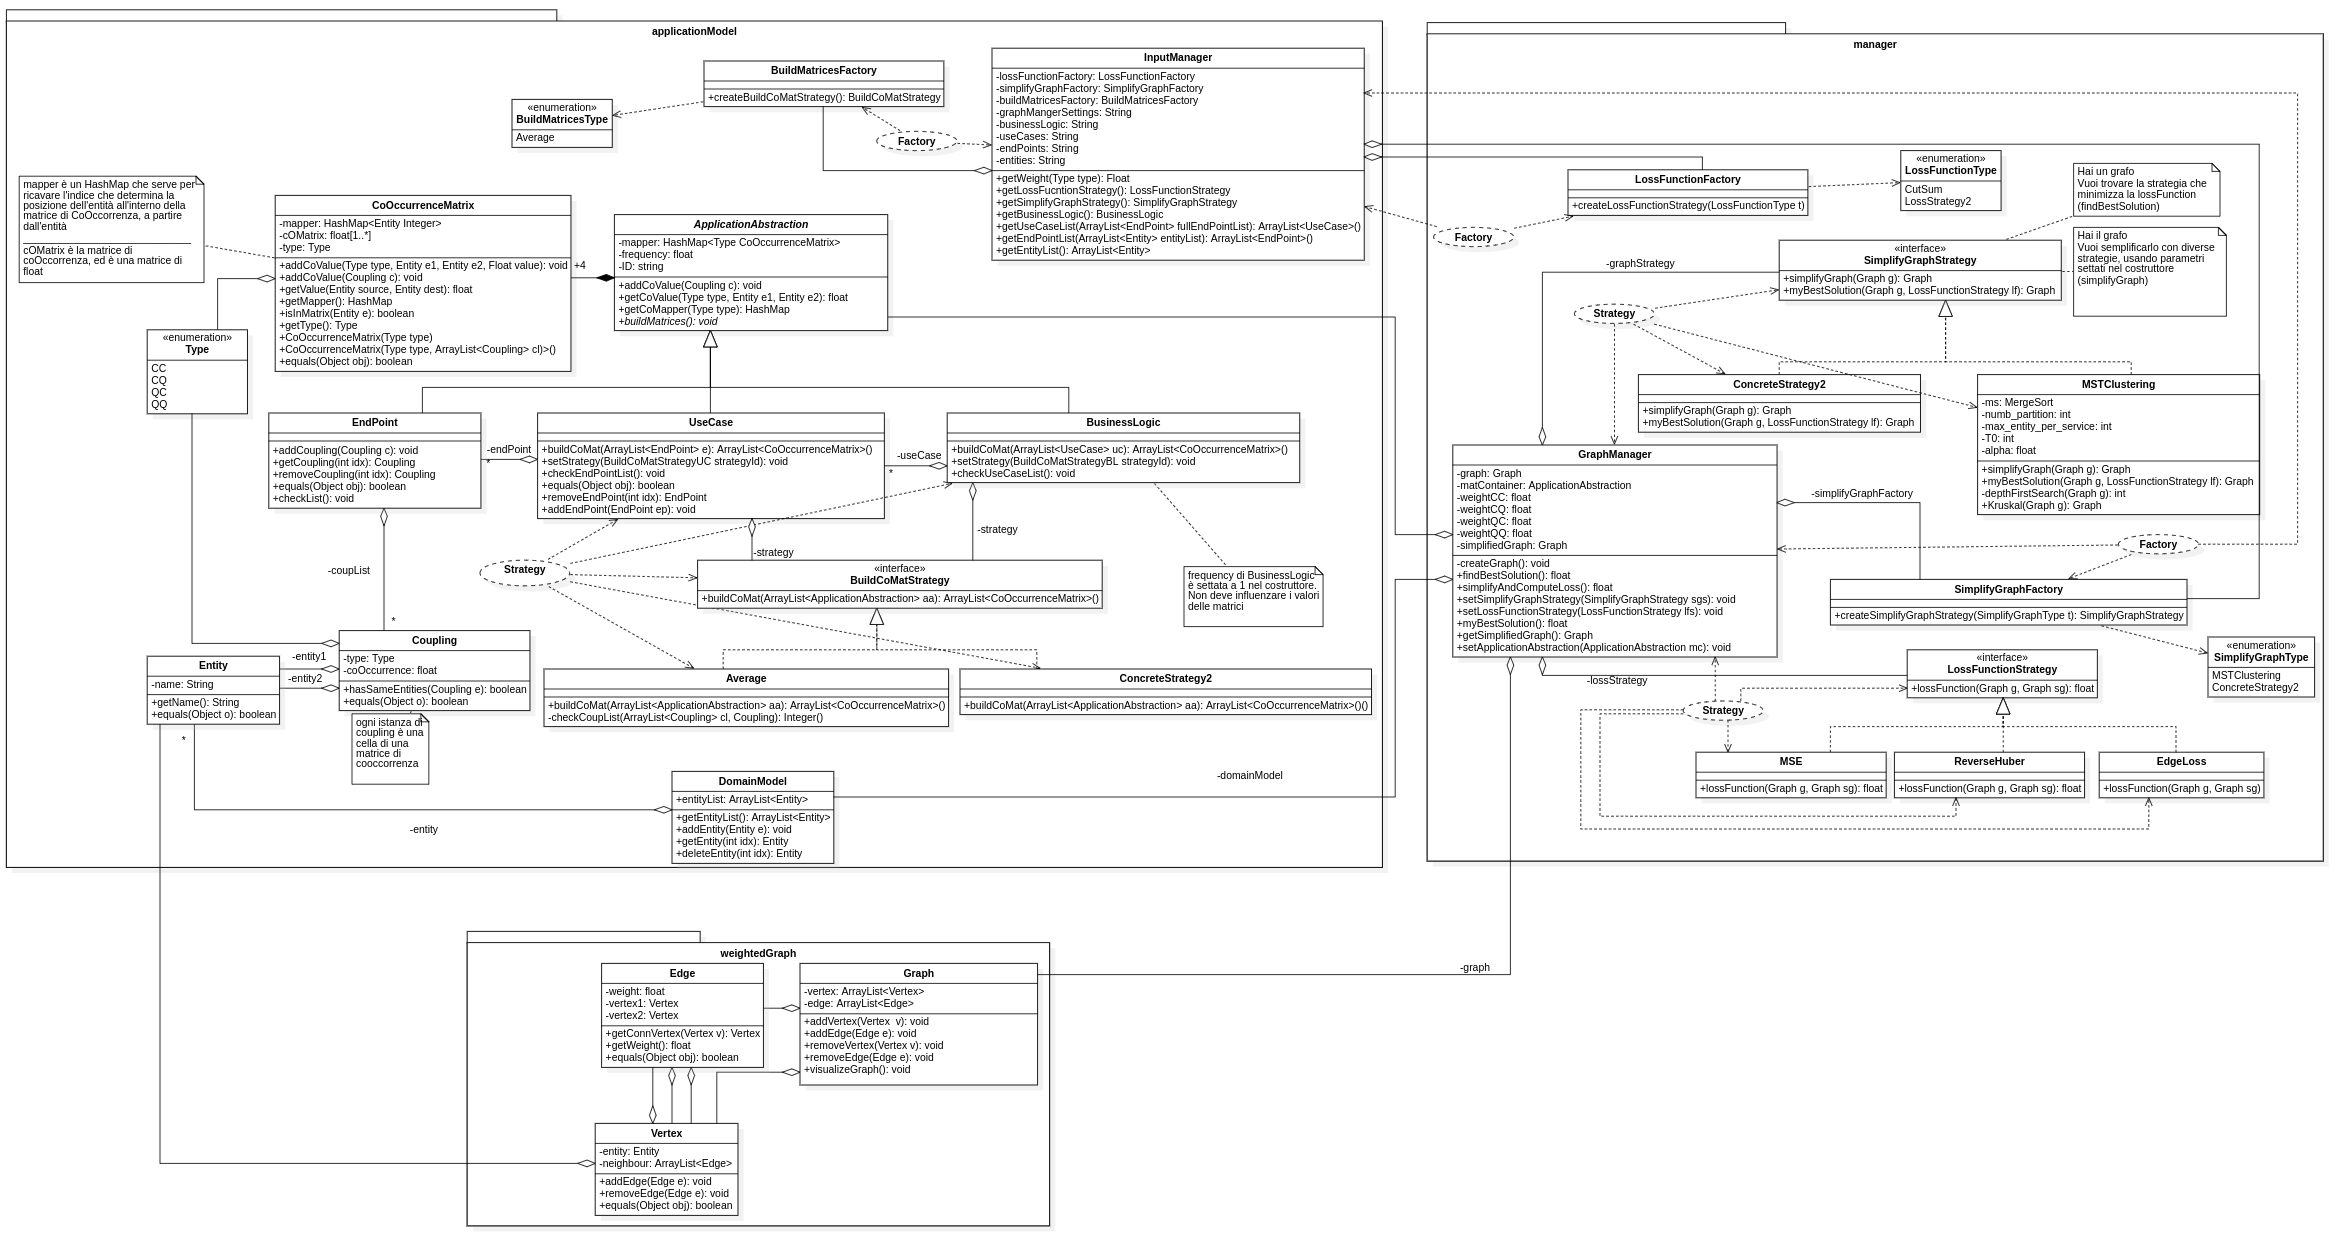 applicationModel
BuildMatricesFactory
+createBuildCoMatStrategy(): BuildCoMatStrategy
«enumeration»
BuildMatricesType
Average
Factory
InputManager
-lossFunctionFactory: LossFunctionFactory
-simplifyGraphFactory: SimplifyGraphFactory
-buildMatricesFactory: BuildMatricesFactory
-graphMangerSettings: String
-businessLogic: String
-useCases: String
-endPoints: String
-entities: String
+getWeight(Type type): Float
+getLossFucntionStrategy(): LossFunctionStrategy
+getSimplifyGraphStrategy(): SimplifyGraphStrategy
+getBusinessLogic(): BusinessLogic
+getUseCaseList(ArrayList<EndPoint> fullEndPointList): ArrayList<UseCase>()
+getEndPointList(ArrayList<Entity> entityList): ArrayList<EndPoint>()
+getEntityList(): ArrayList<Entity>
mapper è un HashMap che serve per
ricavare l'indice che determina la
posizione dell'entità all'interno della
matrice di CoOccorrenza, a partire
dall'entità
cOMatrix è la matrice di
coOccorrenza, ed è una matrice di
float
CoOccurrenceMatrix
-mapper: HashMap<Entity Integer>
-cOMatrix: float[1..*]
-type: Type
+addCoValue(Type type, Entity e1, Entity e2, Float value): void
+addCoValue(Coupling c): void
+getValue(Entity source, Entity dest): float
+getMapper(): HashMap
+isInMatrix(Entity e): boolean
+getType(): Type
+CoOccurrenceMatrix(Type type)
+CoOccurrenceMatrix(Type type, ArrayList<Coupling> cl)>()
+equals(Object obj): boolean
+4
ApplicationAbstraction
-mapper: HashMap<Type CoOccurrenceMatrix>
-frequency: float
-ID: string
+addCoValue(Coupling c): void
+getCoValue(Type type, Entity e1, Entity e2): float
+getCoMapper(Type type): HashMap
+buildMatrices(): void
«enumeration»
Type
CC
CQ
QC
QQ
EndPoint
+addCoupling(Coupling c): void
+getCoupling(int idx): Coupling
+removeCoupling(int idx): Coupling
+equals(Object obj): boolean
+checkList(): void
-endPoint
*
UseCase
+buildCoMat(ArrayList<EndPoint> e): ArrayList<CoOccurrenceMatrix>()
+setStrategy(BuildCoMatStrategyUC strategyId): void
+checkEndPointList(): void
+equals(Object obj): boolean
+removeEndPoint(int idx): EndPoint
+addEndPoint(EndPoint ep): void
-useCase
*
BusinessLogic
+buildCoMat(ArrayList<UseCase> uc): ArrayList<CoOccurrenceMatrix>()
+setStrategy(BuildCoMatStrategyBL strategyId): void
+checkUseCaseList(): void
-strategy
-strategy
Strategy
«interface»
BuildCoMatStrategy
+buildCoMat(ArrayList<ApplicationAbstraction> aa): ArrayList<CoOccurrenceMatrix>()
frequency di BusinessLogic
è settata a 1 nel costruttore.
Non deve influenzare i valori
delle matrici
-coupList
*
Coupling
-type: Type
-coOccurrence: float
+hasSameEntities(Coupling e): boolean
+equals(Object o): boolean
-entity1
-entity2
Entity
-name: String
+getName(): String
+equals(Object o): boolean
*
ogni istanza di
coupling è una
cella di una
matrice di
cooccorrenza
Average
+buildCoMat(ArrayList<ApplicationAbstraction> aa): ArrayList<CoOccurrenceMatrix>()
-checkCoupList(ArrayList<Coupling> cl, Coupling): Integer()
ConcreteStrategy2
+buildCoMat(ArrayList<ApplicationAbstraction> aa): ArrayList<CoOccurrenceMatrix>()()
DomainModel
+entityList: ArrayList<Entity>
+getEntityList(): ArrayList<Entity>
+addEntity(Entity e): void
+getEntity(int idx): Entity
+deleteEntity(int idx): Entity
-entity
-domainModel
manager
LossFunctionFactory
+createLossFunctionStrategy(LossFunctionType t)
«enumeration»
LossFunctionType
CutSum
LossStrategy2
Factory
Hai un grafo
Vuoi trovare la strategia che
minimizza la lossFunction
(findBestSolution)
Hai il grafo
Vuoi semplificarlo con diverse
strategie, usando parametri
settati nel costruttore
(simplifyGraph)
«interface»
SimplifyGraphStrategy
+simplifyGraph(Graph g): Graph
+myBestSolution(Graph g, LossFunctionStrategy lf): Graph
-graphStrategy
Strategy
ConcreteStrategy2
+simplifyGraph(Graph g): Graph
+myBestSolution(Graph g, LossFunctionStrategy lf): Graph
MSTClustering
-ms: MergeSort
-numb_partition: int
-max_entity_per_service: int
-T0: int
-alpha: float
+simplifyGraph(Graph g): Graph
+myBestSolution(Graph g, LossFunctionStrategy lf): Graph
-depthFirstSearch(Graph g): int
+Kruskal(Graph g): Graph
GraphManager
-graph: Graph
-matContainer: ApplicationAbstraction
-weightCC: float
-weightCQ: float
-weightQC: float
-weightQQ: float
-simplifiedGraph: Graph
-createGraph(): void
+findBestSolution(): float
+simplifyAndComputeLoss(): float
+setSimplifyGraphStrategy(SimplifyGraphStrategy sgs): void
+setLossFunctionStrategy(LossFunctionStrategy lfs): void
+myBestSolution(): float
+getSimplifiedGraph(): Graph
+setApplicationAbstraction(ApplicationAbstraction mc): void
-simplifyGraphFactory
Factory
SimplifyGraphFactory
+createSimplifyGraphStrategy(SimplifyGraphType t): SimplifyGraphStrategy
«enumeration»
SimplifyGraphType
MSTClustering
ConcreteStrategy2
«interface»
LossFunctionStrategy
+lossFunction(Graph g, Graph sg): float
-lossStrategy
Strategy
MSE
+lossFunction(Graph g, Graph sg): float
ReverseHuber
+lossFunction(Graph g, Graph sg): float
EdgeLoss
+lossFunction(Graph g, Graph sg)
weightedGraph
Edge
-weight: float
-vertex1: Vertex
-vertex2: Vertex
+getConnVertex(Vertex v): Vertex
+getWeight(): float
+equals(Object obj): boolean
Graph
-vertex: ArrayList<Vertex>
-edge: ArrayList<Edge>
+addVertex(Vertex  v): void
+addEdge(Edge e): void
+removeVertex(Vertex v): void
+removeEdge(Edge e): void
+visualizeGraph(): void
-graph
Vertex
-entity: Entity
-neighbour: ArrayList<Edge>
+addEdge(Edge e): void
+removeEdge(Edge e): void
+equals(Object obj): boolean